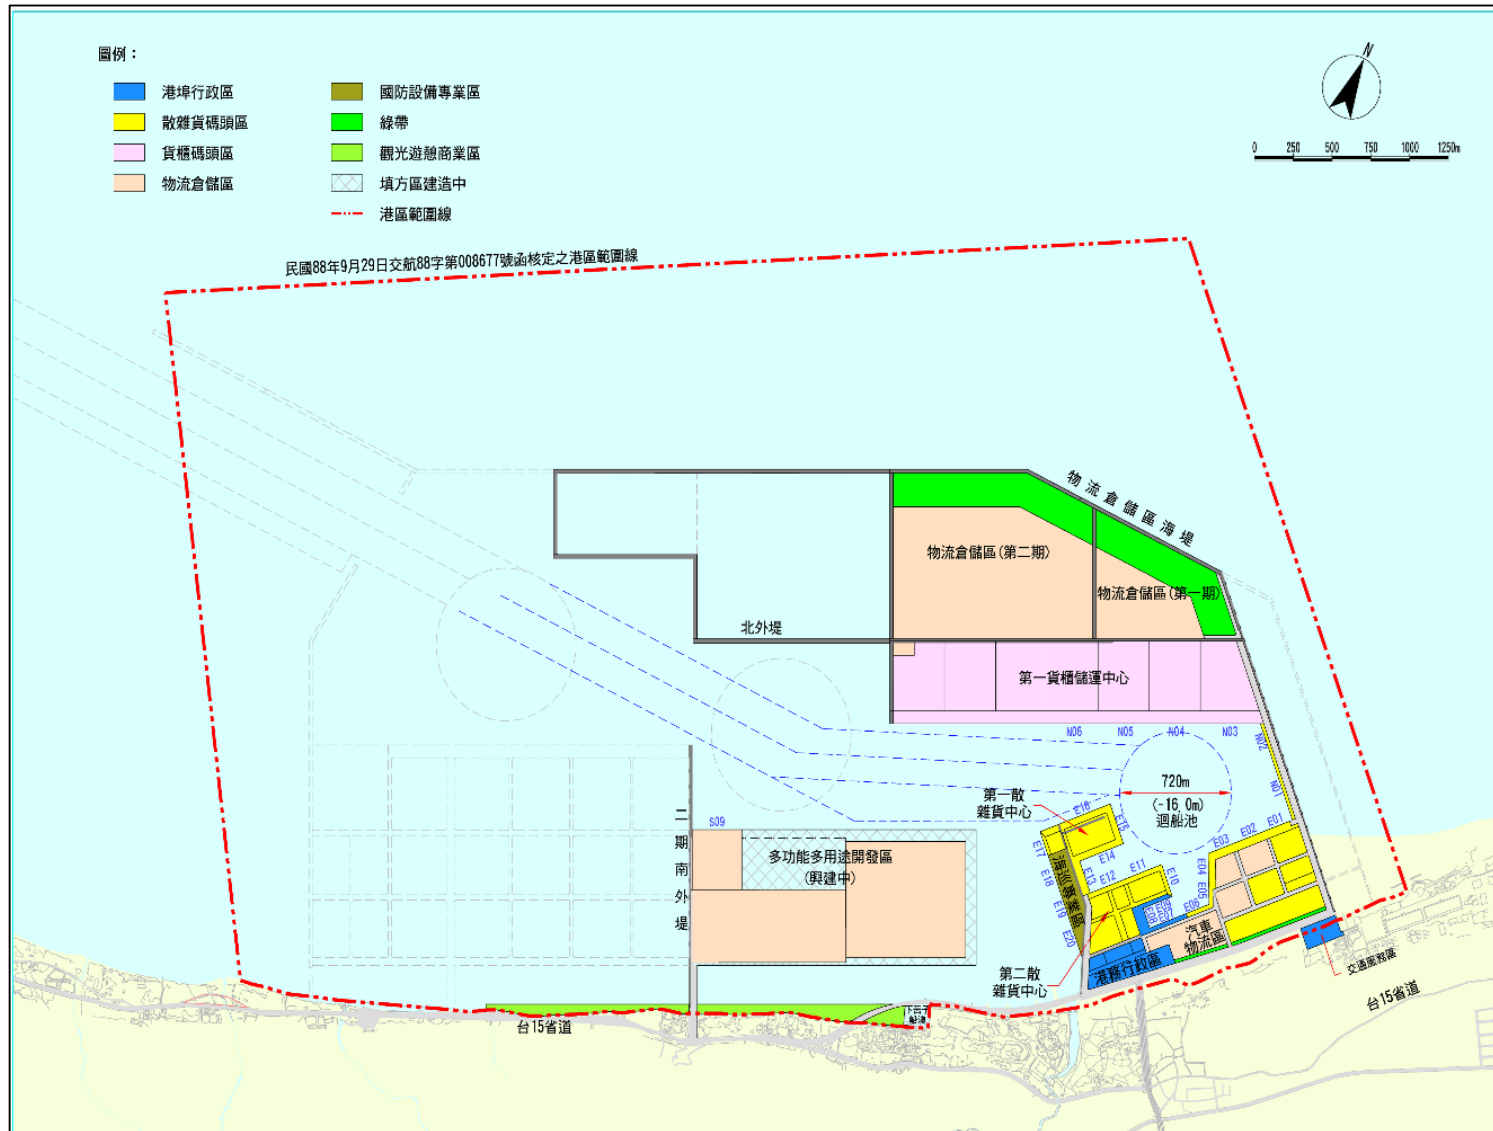 圖例：
港埠行政區
散雜貨碼頭區
貨櫃碼頭區
物流倉儲區
國防設備專業區
綠帶
觀光遊憩商業區
填方區建造中
港區範圍線
N
0 250 500 750 1000 1250m
民國88年9月29日交航88字第008677號函核定之港區範圍線
物流倉儲區海堤
物流倉儲區(第二期)
物流倉儲區(第一期)
北外堤
第一貨櫃儲運中心
N06 N05 N04 N03
N02
N01
720m
(-16.0m)
迴船池
第一散
雜貨中心
E16
E15
E14
E17
E18
E19
E20
E13
E12
E11
E10
E09
E08
E07
E06
E05
E04
E03
E02
E01
S09
二期南外堤
多功能多用途開發區
(興建中)
海巡專業區
汽車
物流區
港務行政區
第二散
雜貨中心
交通服務區
台15省道
台15省道